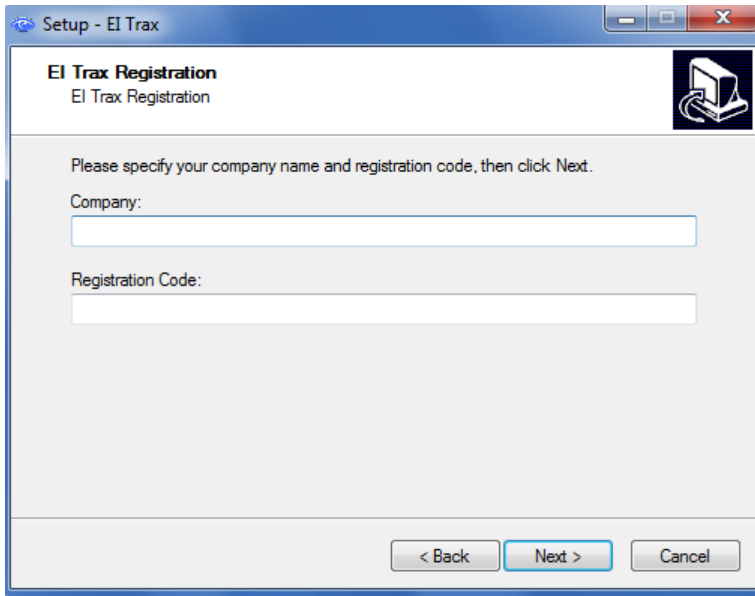 Setup - EI Trax
EI Trax Registration
EI Trax Registration
Please specify your company name and registration code, then click Next.
Company:
Registration Code:
< Back Next > Cancel